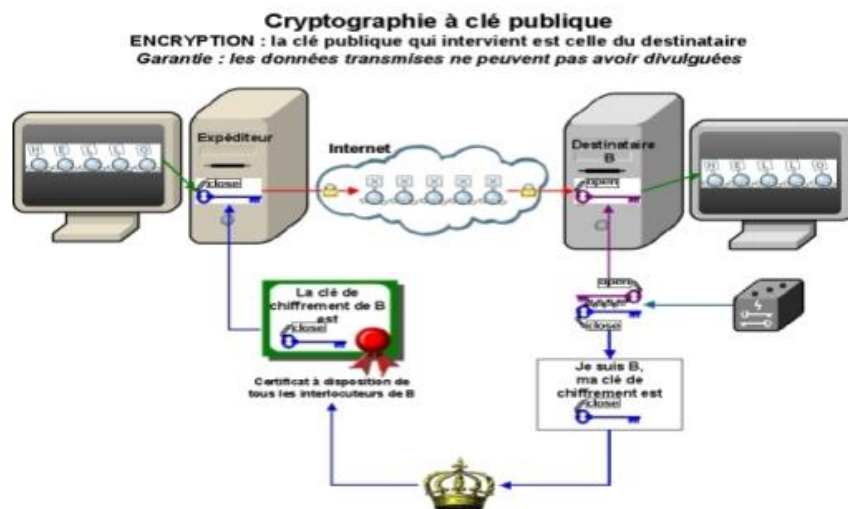 Cryptographie à clé publique
ENCRYPTION : la clé publique qui intervient est celle du destinataire
Garantie : les données transmises ne peuvent pas avoir divulguées
Expéditeur
Internet
Destinataire
B
H E L L O
close
open
H E L L O
La clé de
chiffrement de B
est
close
open
close
Certificat à disposition de
tous les interlocuteurs de B
Je suis B,
ma clé de
chiffrement est
close